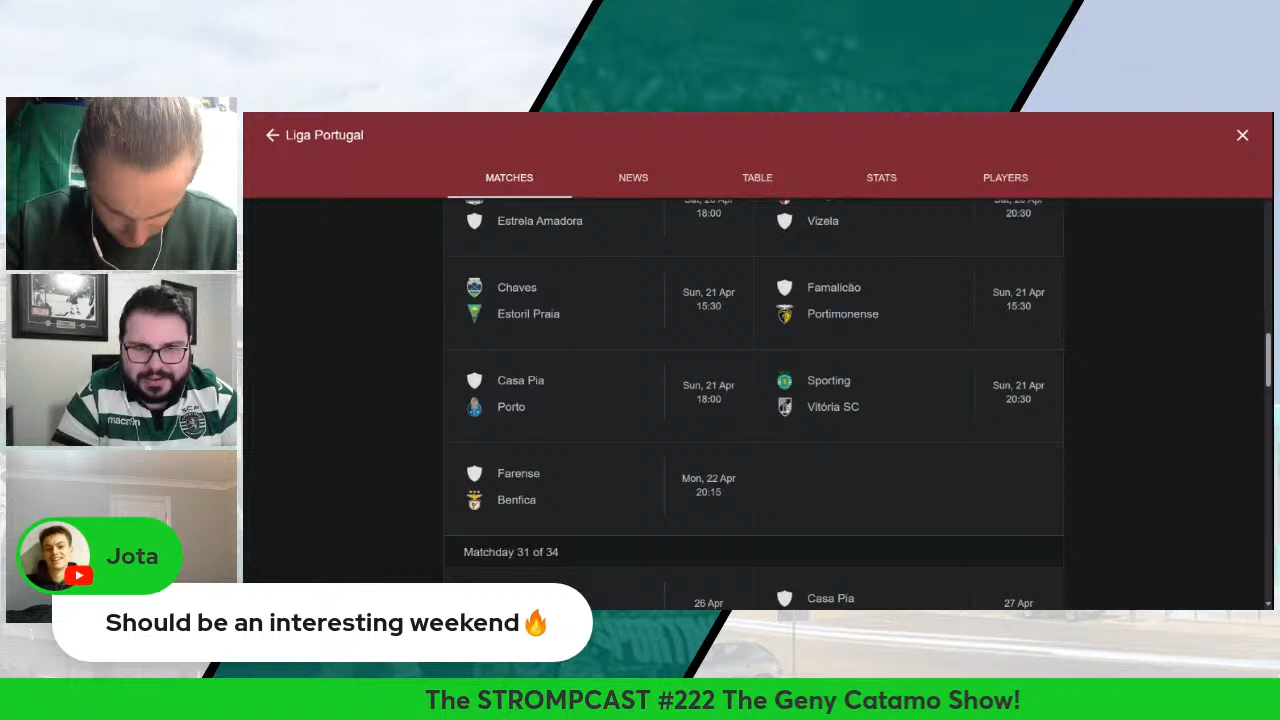 ← Liga Portugal
MATCHES NEWS TABLE STATS PLAYERS
18:00
20:30
Estrela Amadora
Vizela
Chaves
Estoril Praia
Sun, 21 Apr
15:30
Famalicão
Portimonense
Sun, 21 Apr
15:30
Casa Pia
Porto
Sun, 21 Apr
18:00
Sporting
Vitória SC
Sun, 21 Apr
20:30
Farense
Benfica
Mon, 22 Apr
20:15
Matchday 31 of 34
26 Apr
Casa Pia
27 Apr
macron
S.C.P
Jota
Should be an interesting weekend🔥
The STROMPCAST #222 The Geny Catamo Show!